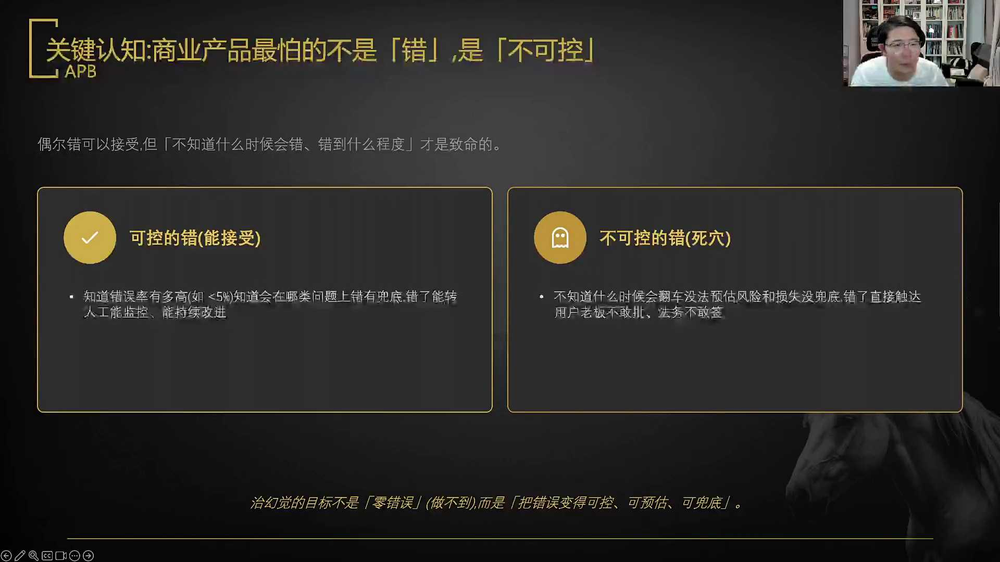 关键认知:商业产品最怕的不是「错」,是「不可控」
APB
偶尔错可以接受,但「不知道什么时候会错、错到什么程度」才是致命的。
可控的错(能接受)
▪ 知道错误率有多高(如 <5%)知道会在哪类问题上错有兜底,错了能转
人工能监控、能持续改进
不可控的错(死穴)
• 不知道什么时候会翻车没法预估风险和损失没兜底,错了直接触达
用户老板不敢批、法务不敢签
治幻觉的目标不是「零错误」(做不到),而是「把错误变得可控、可预估、可兜底」。
CC